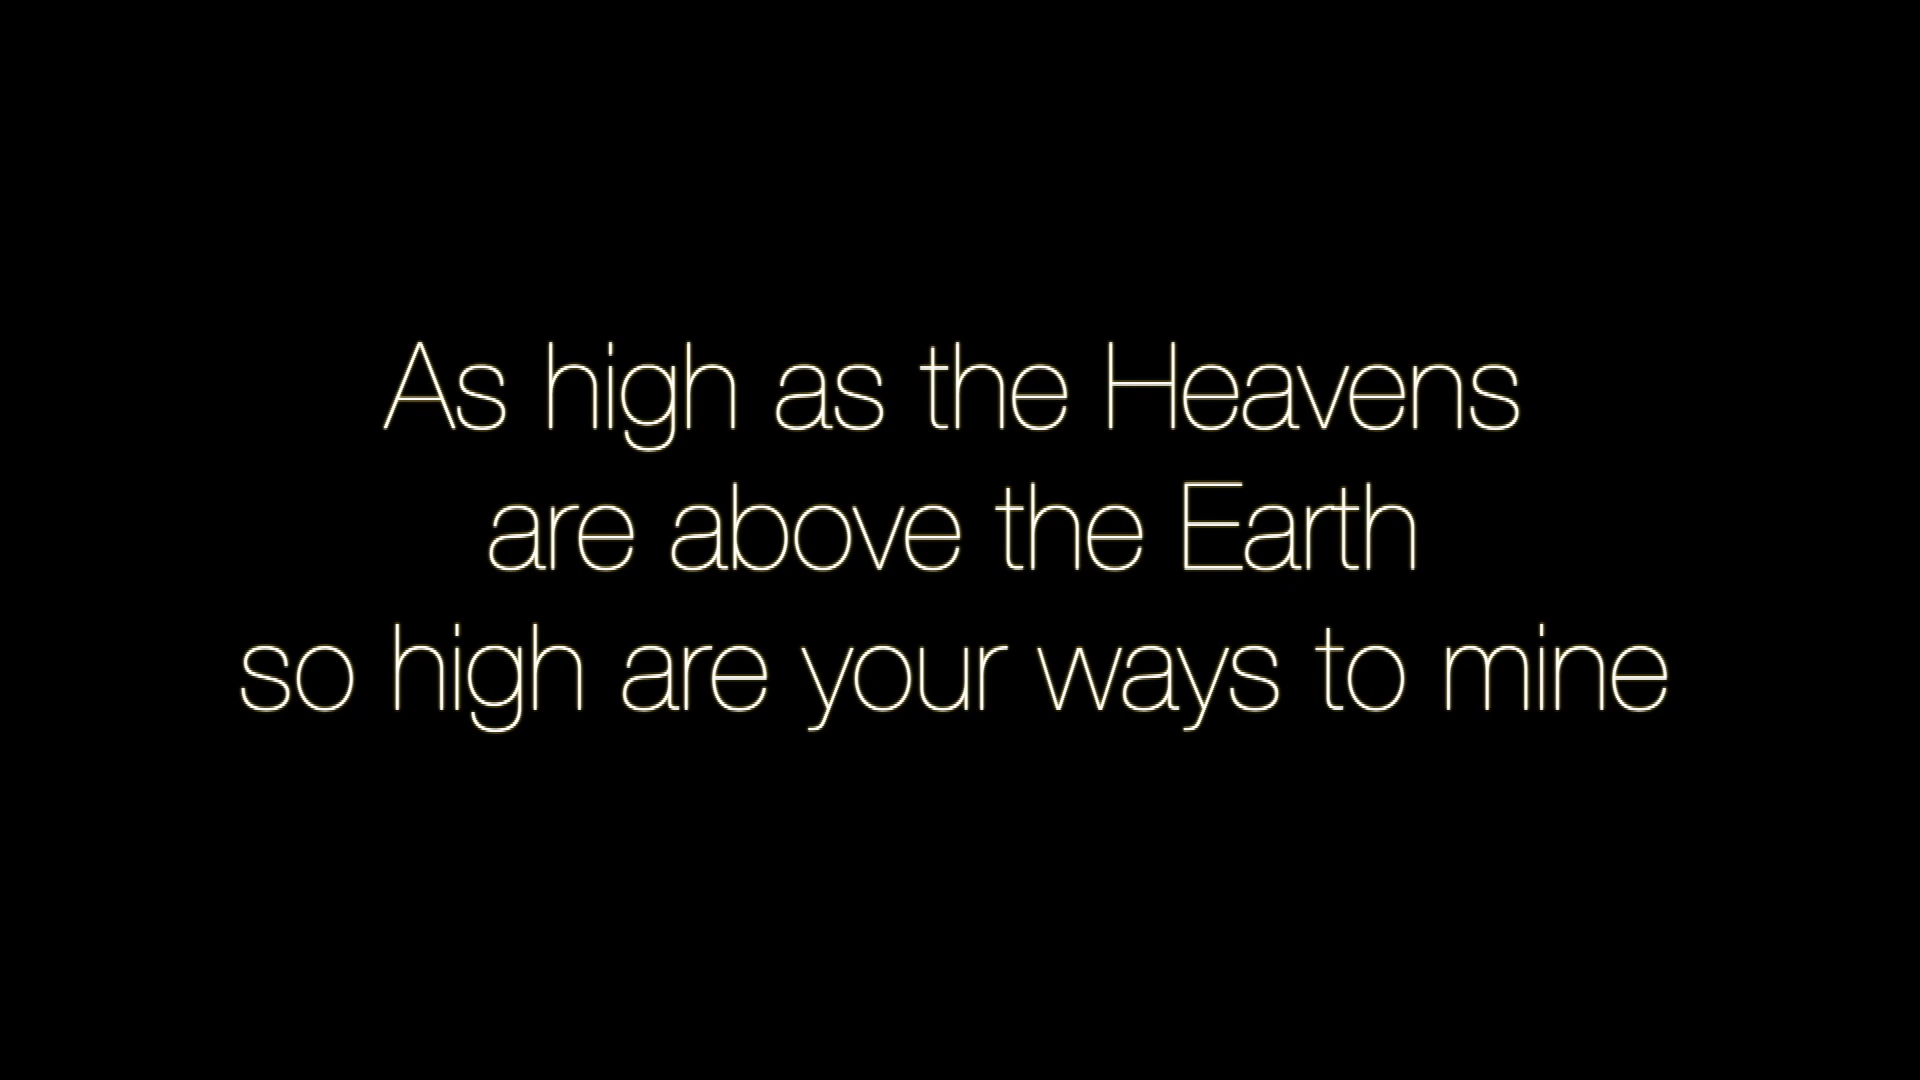 As high as the Heavens
are above the Earth
so high are your ways to mine